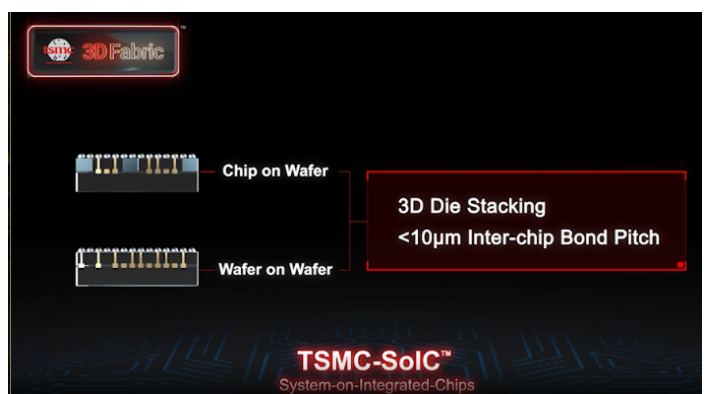 tsmc 3DFabric™
Chip on Wafer
3D Die Stacking
<10µm Inter-chip Bond Pitch
Wafer on Wafer
TSMC-SoIC™
System-on-Integrated-Chips